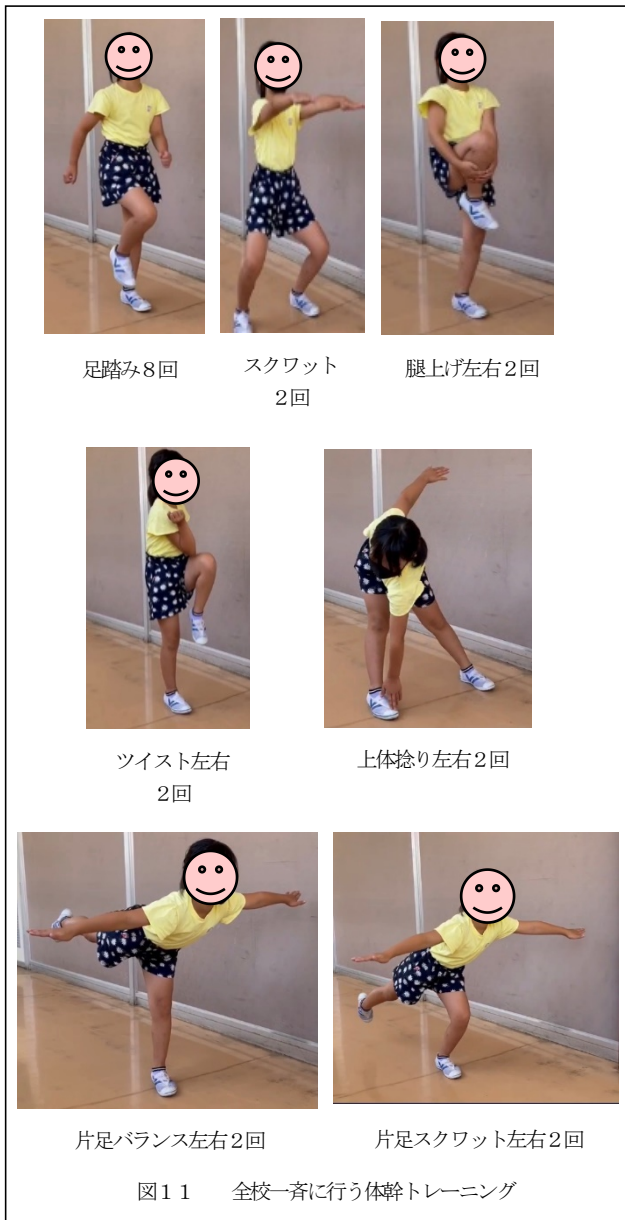 足踏み８回
スクワット
２回
腿上げ左右２回
ツイスト左右
２回
上体捻り左右２回
片足バランス左右２回
片足スクワット左右２回
図１１　　全校一斉に行う体幹トレーニング